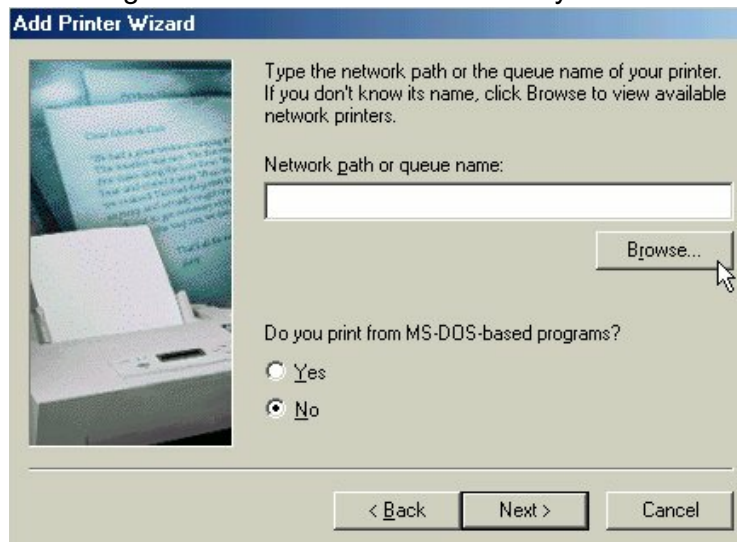 Add Printer Wizard
Type the network path or the queue name of your printer.
If you don't know its name, click Browse to view available
network printers.
Network path or queue name:
Browse...
Do you print from MS-DOS-based programs?
Yes
No
< Back
Next >
Cancel